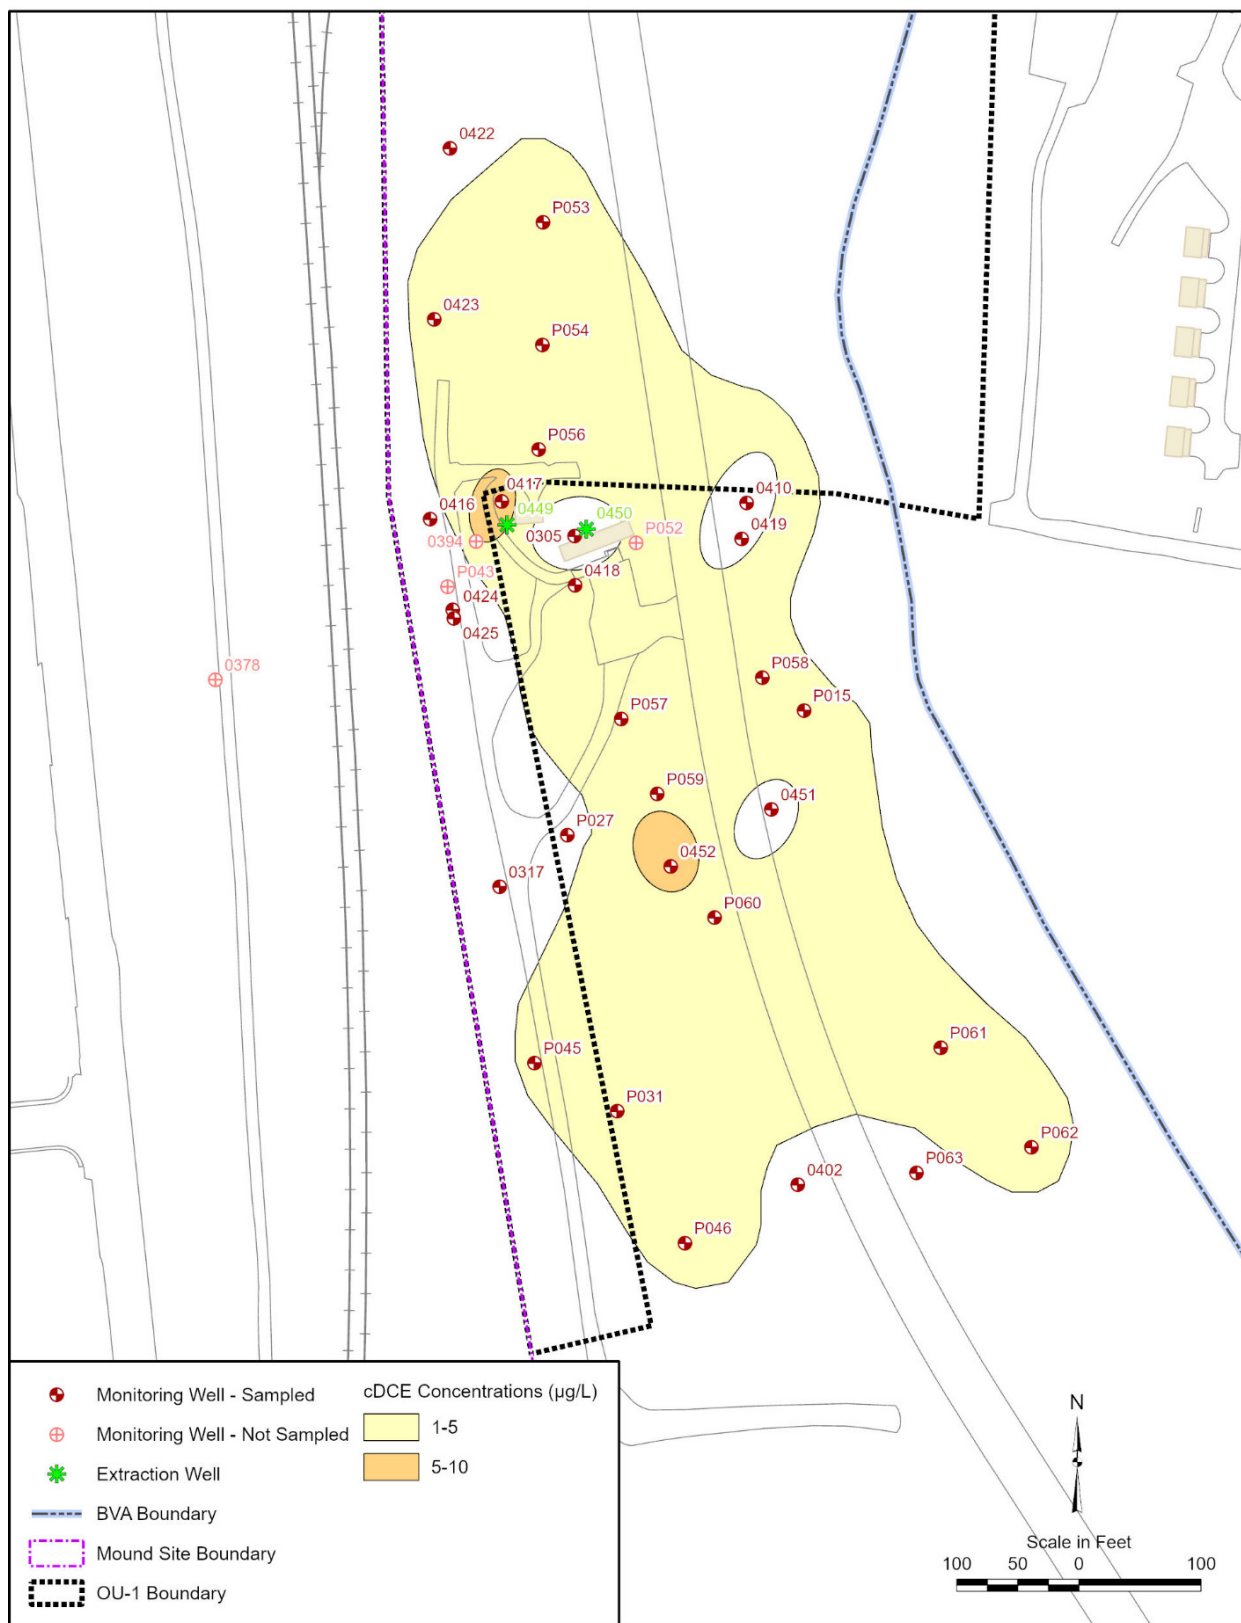 0422
P053
0423
P054
P056
0417
0416
0449
0450
0410
0394
0305
P052
0419
P043
0418
0424
0425
0378
P058
P015
P057
P059
0451
P027
0452
0317
P060
P061
P045
P031
P062
P063
0402
P046
Monitoring Well - Sampled
Monitoring Well - Not Sampled
Extraction Well
BVA Boundary
Mound Site Boundary
OU-1 Boundary
cDCE Concentrations (µg/L)
1-5
5-10
N
Scale in Feet
100 50 0 100